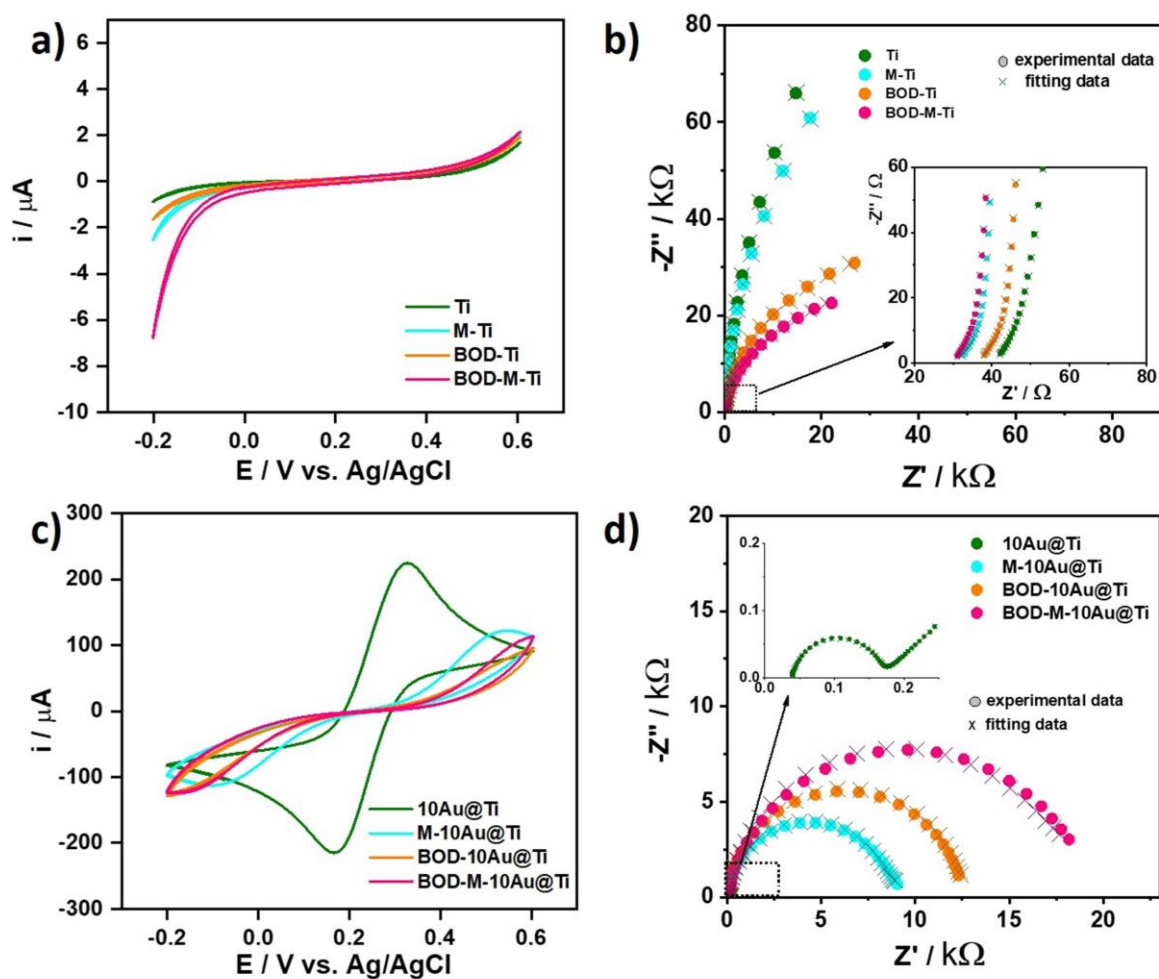 a)
6
4
2
0
-2
-4
-6
-8
-10
i / μA
-0.2 0.0 0.2 0.4 0.6
E / V vs. Ag/AgCl
Ti
M-Ti
BOD-Ti
BOD-M-Ti
b)
80
60
40
20
0
-Z'' / kΩ
0 20 40 60 80
Z' / kΩ
Ti
M-Ti
BOD-Ti
BOD-M-Ti
experimental data
fitting data
60
40
20
0
-Z'' / Ω
20 40 60 80
Z' / Ω
c)
300
200
100
0
-100
-200
-300
i / μA
-0.2 0.0 0.2 0.4 0.6
E / V vs. Ag/AgCl
10Au@Ti
M-10Au@Ti
BOD-10Au@Ti
BOD-M-10Au@Ti
d)
20
15
10
5
0
-Z'' / kΩ
0 5 10 15 20
Z' / kΩ
0.2
0.1
0.0
0.0 0.1 0.2
10Au@Ti
M-10Au@Ti
BOD-10Au@Ti
BOD-M-10Au@Ti
experimental data
fitting data